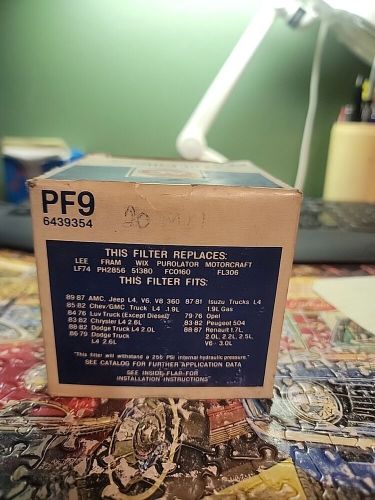 PF9
6439354
THIS FILTER REPLACES:
LEE FRAM WIX PUROLATOR MOTORCRAFT
LF74 PH2856 51380 FCO160 FL306
THIS FILTER FITS:
89-87 AMC, Jeep L4, V6, V8 360
85-82 Chev/GMC Truck L4 1.9L
84-76 Luv Truck (Except Diesel)
83-82 Chrysler L4 2.6L
88-82 Dodge Truck L4 2.0L
86-79 Dodge Truck
L4 2.6L
87-81 Isuzu Trucks L4
1.9L Gas
79-76 Opel
83-82 Peugeot 504
88-87 Renault 1.7L,
2.0L, 2.2L, 2.5L,
V6 - 3.0L
"This filter will withstand a 250 PSI internal hydraulic pressure."
SEE CATALOG FOR FURTHER APPLICATION DATA
SEE INSIDE FLAP FOR
INSTALLATION INSTRUCTIONS"